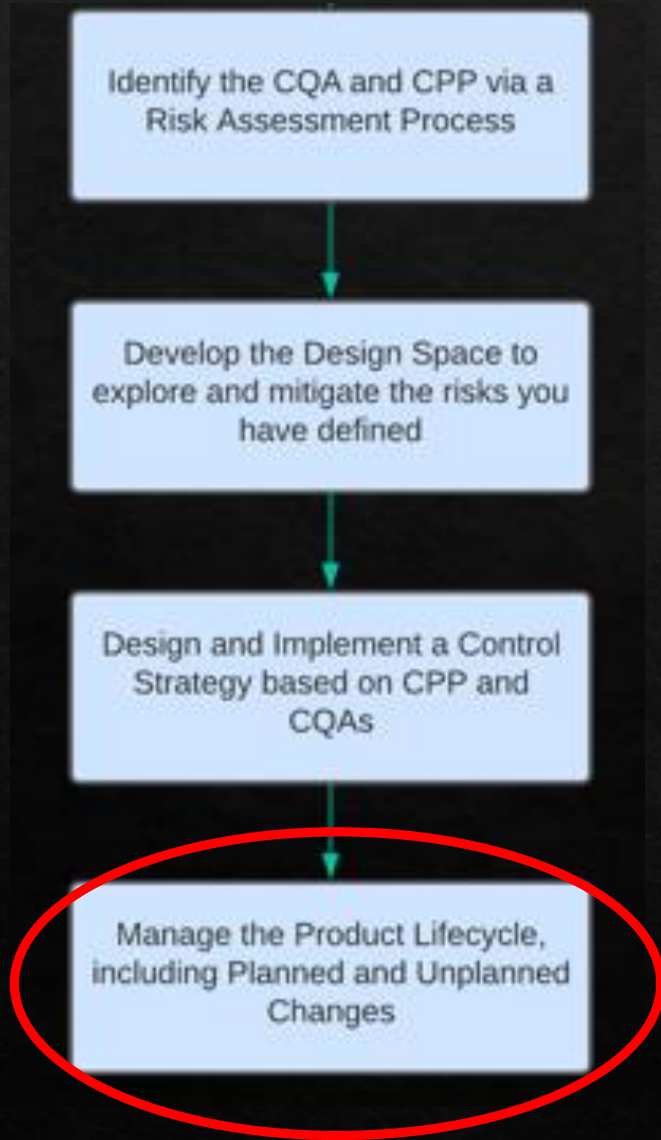 Identify the CQA and CPP via a
Risk Assessment Process
Develop the Design Space to
explore and mitigate the risks you
have defined
Design and Implement a Control
Strategy based on CPP and
CQAs
Manage the Product Lifecycle,
including Planned and Unplanned
Changes